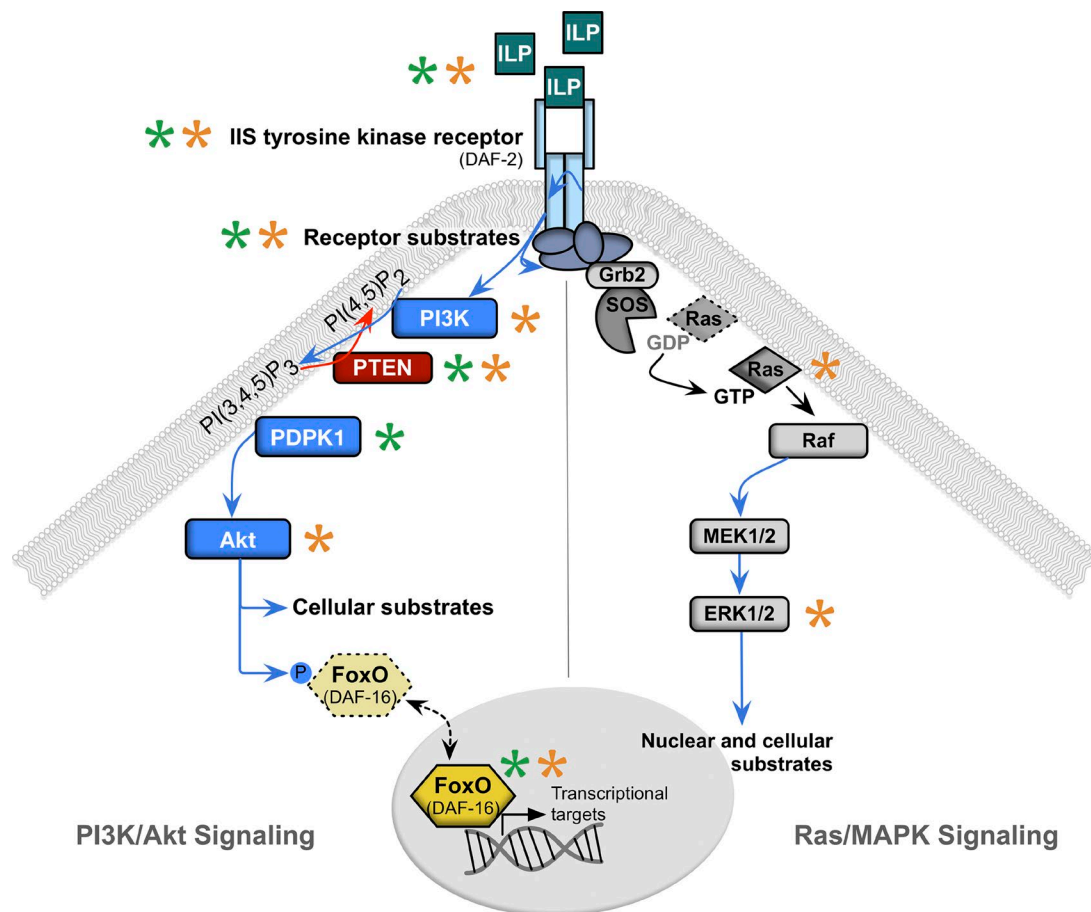 ILP
ILP
ILP
IIS tyrosine kinase receptor
(DAF-2)
Receptor substrates
Grb2
SOS
Ras
GDP
PI(4,5)P2
PI3K
PTEN
Ras
GTP
PI(3,4,5)P3
PDPK1
Raf
Akt
MEK1/2
Cellular substrates
ERK1/2
P
FoxO
(DAF-16)
Nuclear and cellular
substrates
FoxO
(DAF-16)
Transcriptional
targets
PI3K/Akt Signaling
Ras/MAPK Signaling